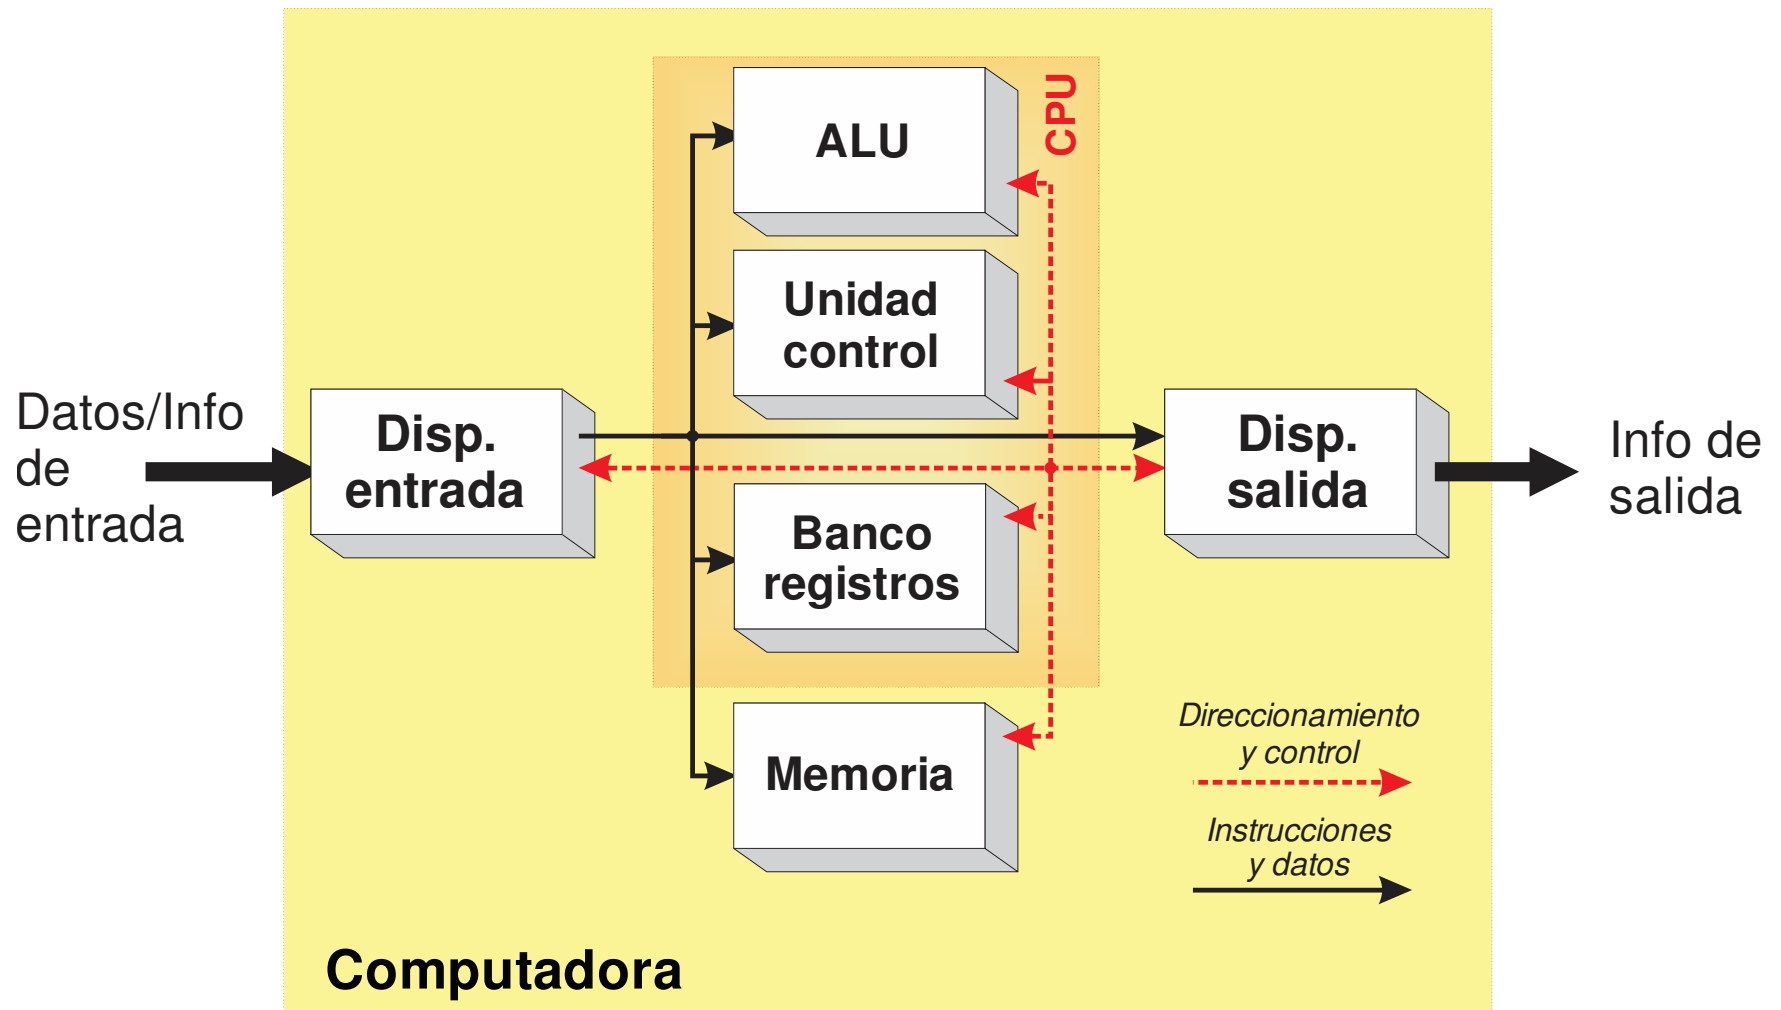 CPU
ALU
Unidad
control
Datos/Info
de
entrada
Disp.
entrada
Disp.
salida
Info de
salida
Banco
registros
Memoria
Direccionamiento
y control
Instrucciones
y datos
Computadora